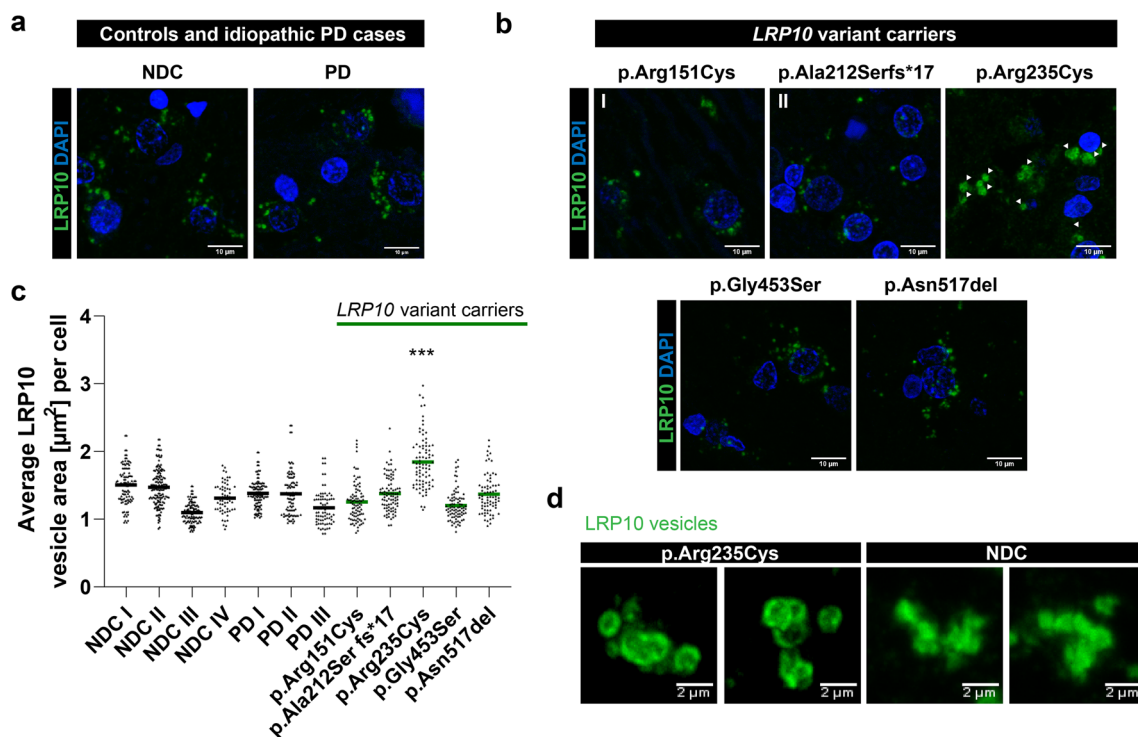 a
Controls and idiopathic PD cases
NDC
PD
LRP10 DAPI
10 µm
10 µm
b
LRP10 variant carriers
p.Arg151Cys
p.Ala212Serfs*17
p.Arg235Cys
LRP10 DAPI
I
II
10 µm
10 µm
10 µm
p.Gly453Ser
p.Asn517del
LRP10 DAPI
10 µm
10 µm
c
LRP10 variant carriers
Average LRP10
vesicle area [µm²] per cell
4
3
2
1
0
***
NDC I
NDC II
NDC III
NDC IV
PD I
PD II
PD III
p.Arg151Cys
p.Ala212Ser fs*17
p.Arg235Cys
p.Gly453Ser
p.Asn517del
d
LRP10 vesicles
p.Arg235Cys
NDC
2 µm
2 µm
2 µm
2 µm